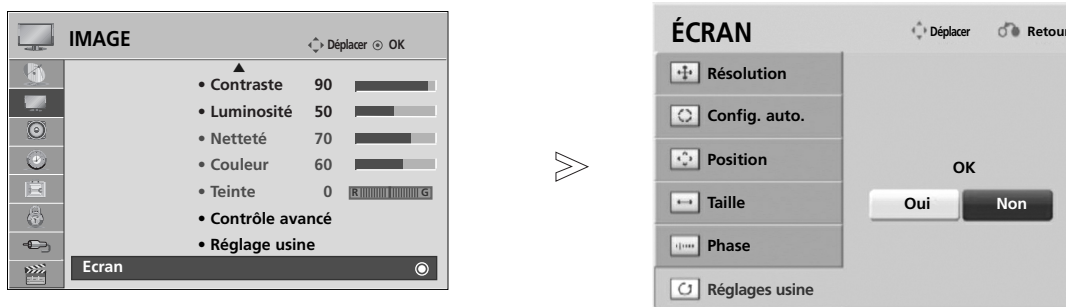 IMAGE
Déplacer OK
• Contraste 90
• Luminosité 50
• Netteté 70
• Couleur 60
• Teinte 0 R G
• Contrôle avancé
• Réglage usine
Ecran
ÉCRAN
Déplacer Retour
Résolution
Config. auto.
Position
Taille
Phase
Réglages usine
OK
Oui Non